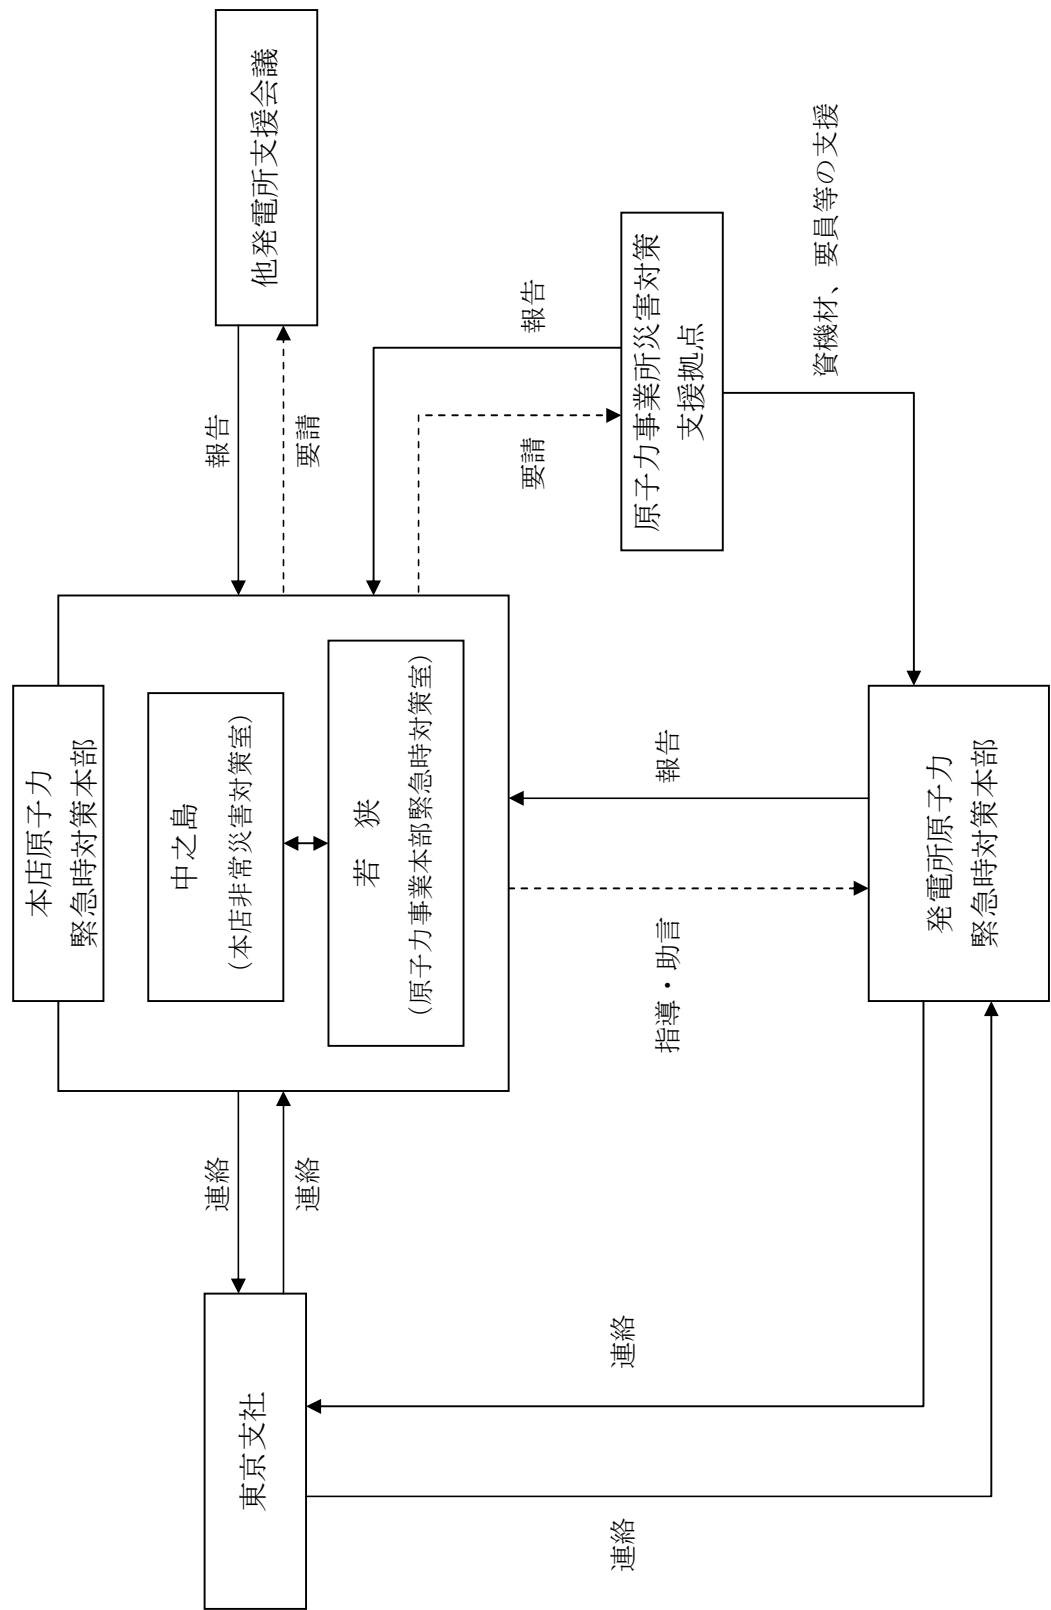 本店原子力
緊急時対策本部
中之島
(本店非常災害対策室)
若　狭
(原子力事業本部緊急時対策室)
東京支社
連絡
連絡
報告
要請
他発電所支援会議
報告
要請
原子力事業所災害対策
支援拠点
資機材、要員等の支援
指導・助言
報告
連絡
連絡
発電所原子力
緊急時対策本部